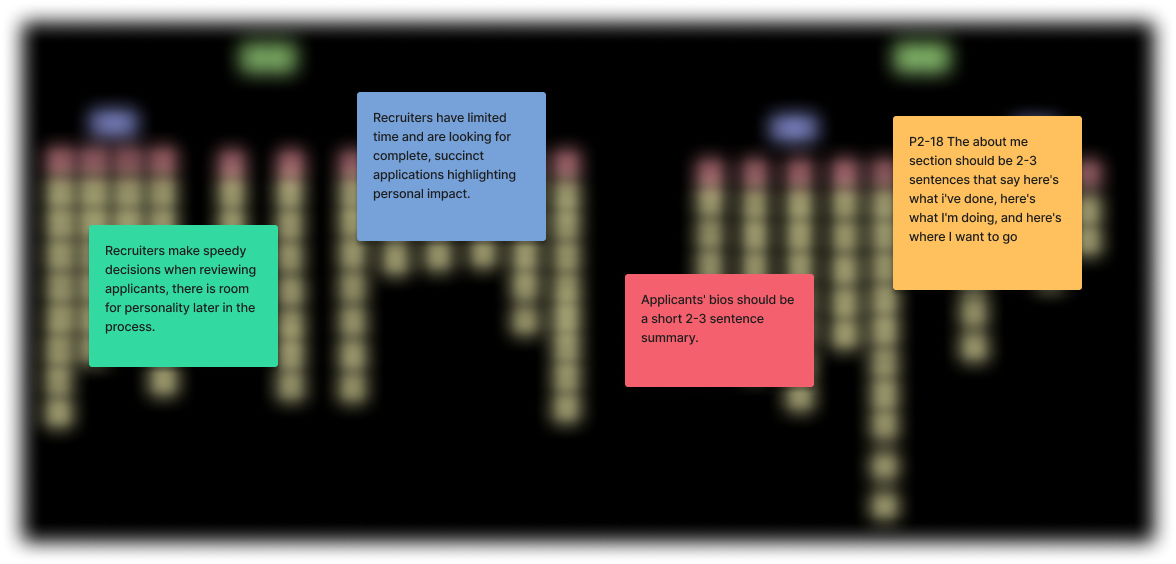 Recruiters have limited
time and are looking for
complete, succinct
applications highlighting
personal impact.
P2-18 The about me
section should be 2-3
sentences that say here's
what i've done, here's
what I'm doing, and here's
where I want to go
Recruiters make speedy
decisions when reviewing
applicants, there is room
for personality later in the
process.
Applicants' bios should be
a short 2-3 sentence
summary.